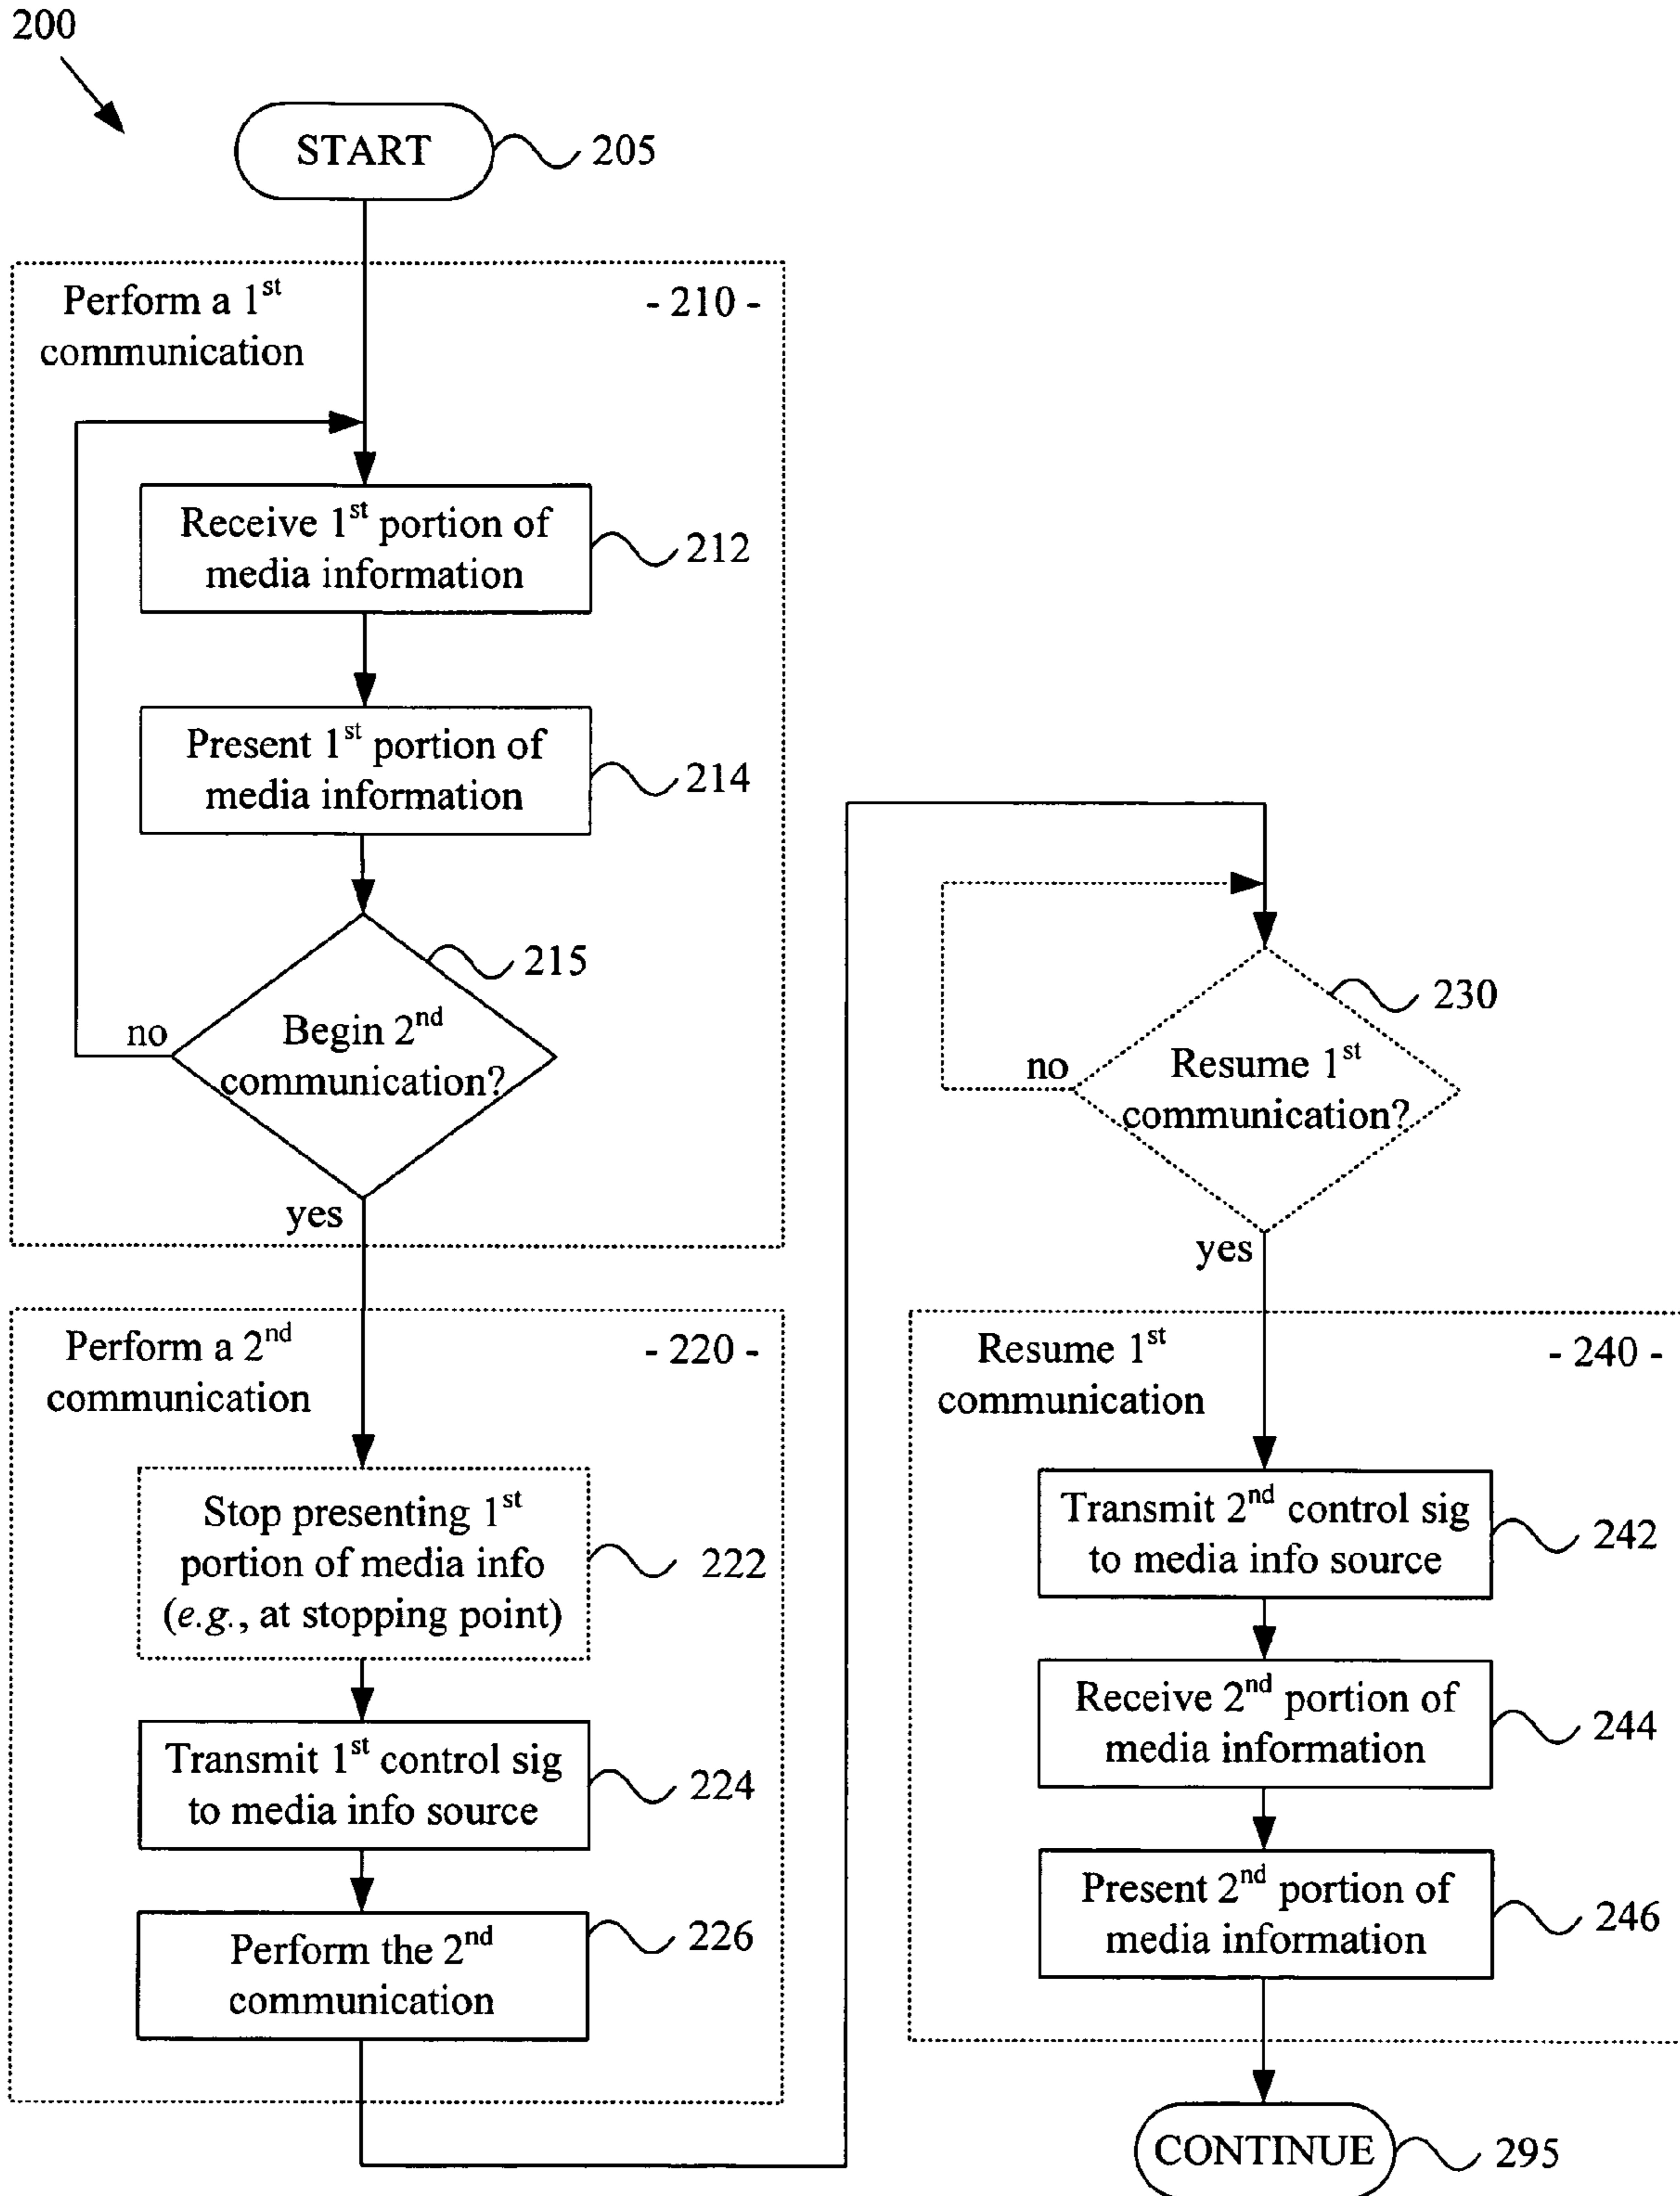 200
START
205
Perform a 1st
communication
- 210 -
Receive 1st portion of
media information
212
Present 1st portion of
media information
214
215
Begin 2nd
communication?
no
yes
Perform a 2nd
communication
- 220 -
Stop presenting 1st
portion of media info
(e.g., at stopping point)
222
Transmit 1st control sig
to media info source
224
Perform the 2nd
communication
226
230
Resume 1st
communication?
no
yes
Resume 1st
communication
- 240 -
Transmit 2nd control sig
to media info source
242
Receive 2nd portion of
media information
244
Present 2nd portion of
media information
246
CONTINUE
295